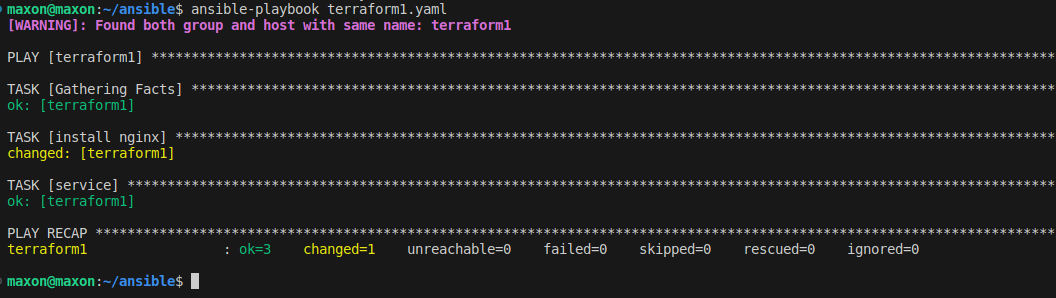 maxon@maxon:~/ansible$ ansible-playbook terraform1.yaml
[WARNING]: Found both group and host with same name: terraform1
PLAY [terraform1] *****************************************************************************************************************
TASK [Gathering Facts] ************************************************************************************************************
ok: [terraform1]
TASK [install nginx] **************************************************************************************************************
changed: [terraform1]
TASK [service] ********************************************************************************************************************
ok: [terraform1]
PLAY RECAP ************************************************************************************************************************
terraform1                 : ok=3    changed=1    unreachable=0    failed=0    skipped=0    rescued=0    ignored=0
maxon@maxon:~/ansible$